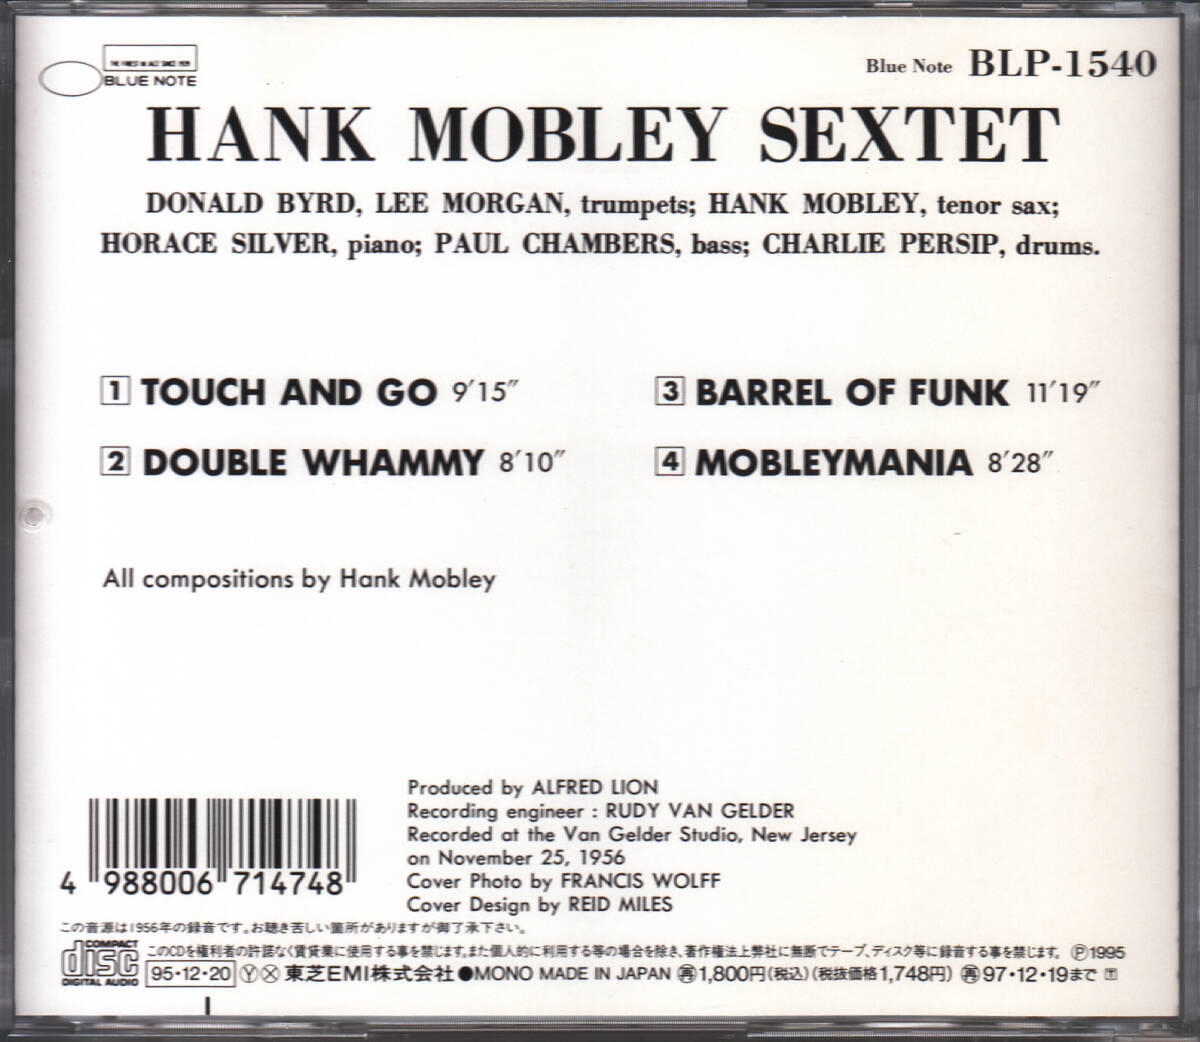 THE FINEST IN JAZZ SINCE 1939
BLUE NOTE
Blue Note BLP-1540
HANK MOBLEY SEXTET
DONALD BYRD, LEE MORGAN, trumpets; HANK MOBLEY, tenor sax;
HORACE SILVER, piano; PAUL CHAMBERS, bass; CHARLIE PERSIP, drums.
1 TOUCH AND GO 9′15″
2 DOUBLE WHAMMY 8′10″
3 BARREL OF FUNK 11′19″
4 MOBLEYMANIA 8′28″
All compositions by Hank Mobley
Produced by ALFRED LION
Recording engineer : RUDY VAN GELDER
Recorded at the Van Gelder Studio, New Jersey
on November 25, 1956
Cover Photo by FRANCIS WOLFF
Cover Design by REID MILES
4 988006 714748
この音源は1956年の録音です。お聴き苦しい箇所がありますが御了承下さい。
COMPACT disc DIGITAL AUDIO
このCDを権利者の許諾なく賃貸業に使用する事を禁じます。また個人的に利用する等の場合を除き、著作権法上弊社に無断でテープ、ディスク等に録音する事を禁じます。 Ⓟ1995
95・12・20 Ⓨ Ⓧ 東芝EMI株式会社 ●MONO MADE IN JAPAN ㊢1,800円(税込)(税抜価格1,748円) ㊢97・12・19まで 🅃